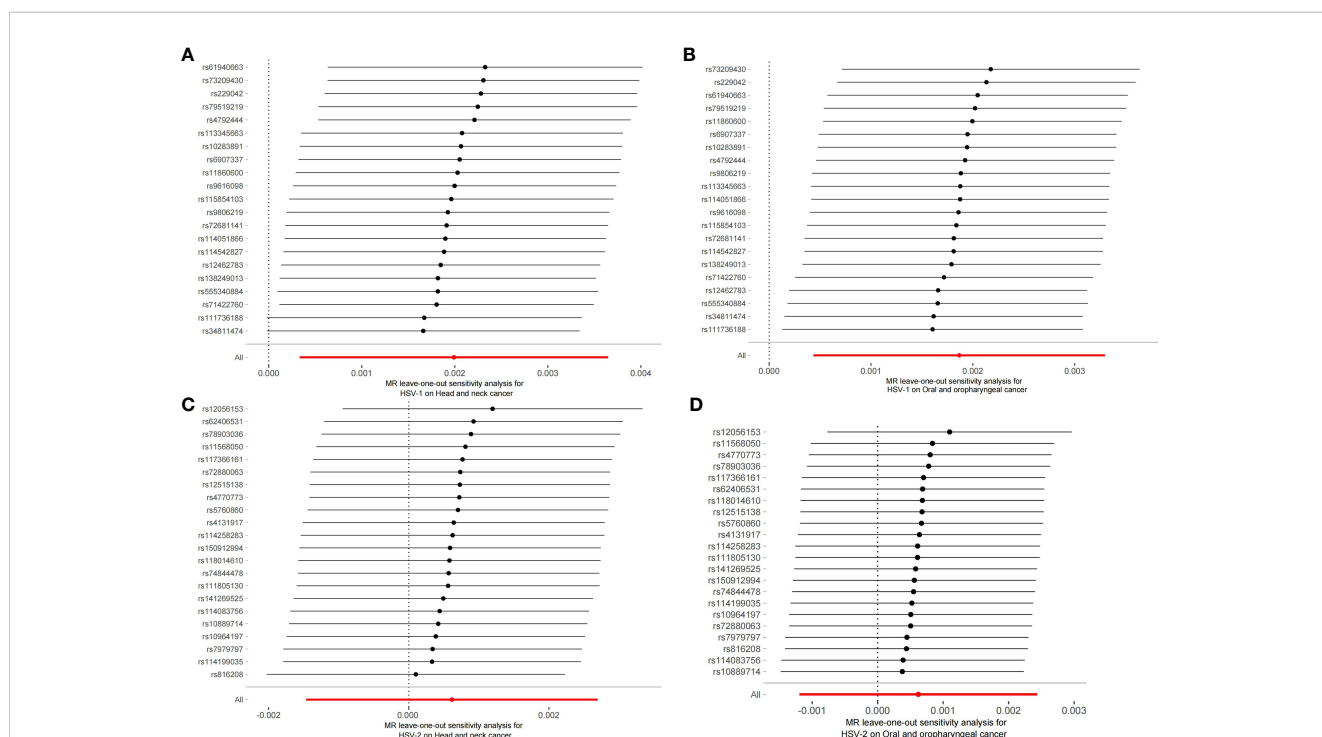 A
rs61940663
rs73209430
rs229042
rs79519219
rs4792444
rs113345663
rs10283891
rs6907337
rs11860600
rs9616098
rs115854103
rs9806219
rs72681141
rs114051866
rs114542827
rs12462783
rs138249013
rs555340884
rs71422760
rs111736188
rs34811474
All
0.000 0.001 0.002 0.003 0.004
MR leave-one-out sensitivity analysis for
HSV-1 on Head and neck cancer
B
rs73209430
rs229042
rs61940663
rs79519219
rs11860600
rs6907337
rs10283891
rs4792444
rs9806219
rs113345663
rs114051866
rs9616098
rs115854103
rs72681141
rs114542827
rs138249013
rs71422760
rs12462783
rs555340884
rs34811474
rs111736188
All
0.000 0.001 0.002 0.003
MR leave-one-out sensitivity analysis for
HSV-1 on Oral and oropharyngeal cancer
C
rs12056153
rs62406531
rs78903036
rs11568050
rs117366161
rs72880063
rs12515138
rs4770773
rs5760860
rs4131917
rs114258283
rs150912994
rs118014610
rs74844478
rs111805130
rs141269525
rs114083756
rs10889714
rs10964197
rs7979797
rs114199035
rs816208
All
-0.002 0.000 0.002
MR leave-one-out sensitivity analysis for
HSV-2 on Head and neck cancer
D
rs12056153
rs11568050
rs4770773
rs78903036
rs117366161
rs62406531
rs118014610
rs12515138
rs5760860
rs4131917
rs114258283
rs111805130
rs141269525
rs150912994
rs74844478
rs114199035
rs10964197
rs72880063
rs7979797
rs816208
rs114083756
rs10889714
All
-0.001 0.000 0.001 0.002 0.003
MR leave-one-out sensitivity analysis for
HSV-2 on Oral and oropharyngeal cancer